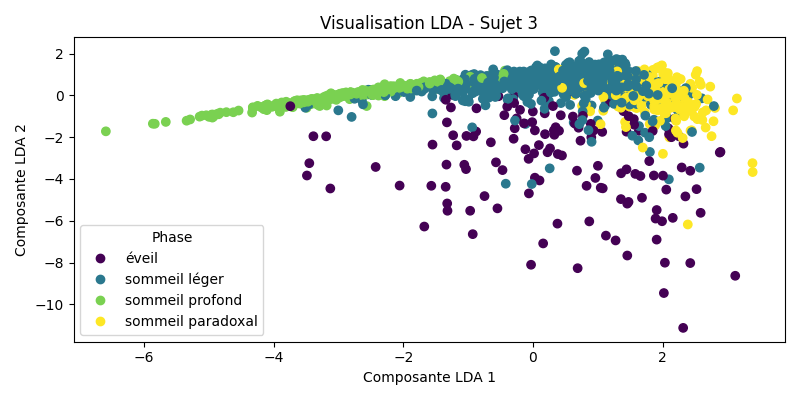 Visualisation LDA - Sujet 3
2
0
−2
−4
−6
−8
−10
Composante LDA 2
Phase
éveil
sommeil léger
sommeil profond
sommeil paradoxal
−6
−4
−2
0
2
Composante LDA 1